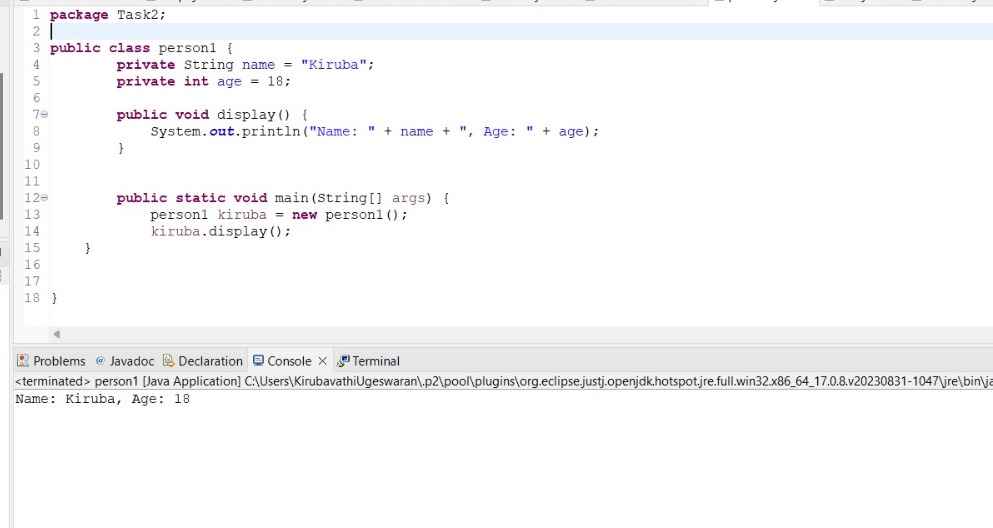 1 package Task2;
2
3 public class person1 {
4 private String name = "Kiruba";
5 private int age = 18;
6
7 public void display() {
8 System.out.println("Name: " + name + ", Age: " + age);
9 }
10
11
12 public static void main(String[] args) {
13 person1 kiruba = new person1();
14 kiruba.display();
15 }
16
17
18 }
Problems @ Javadoc Declaration Console × Terminal
<terminated> person1 [Java Application] C:\Users\KirubavathiUgeswaran\.p2\pool\plugins\org.eclipse.justj.openjdk.hotspot.jre.full.win32.x86_64_17.0.8.v20230831-1047\jre\bin\ja
Name: Kiruba, Age: 18